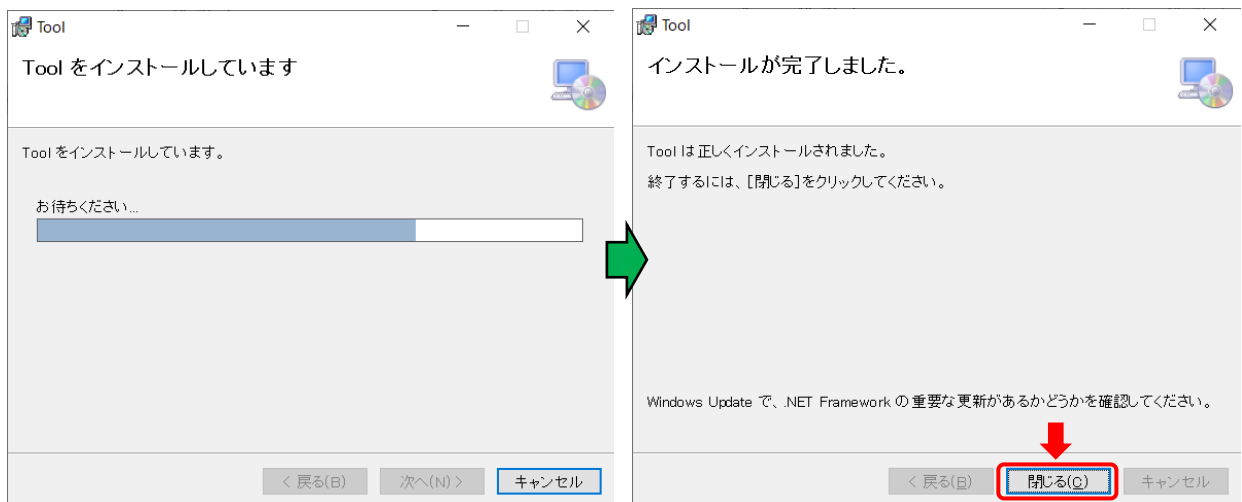 Tool
Tool をインストールしています
Tool をインストールしています。
お待ちください...
< 戻る(B)
次へ(N) >
キャンセル
Tool
インストールが完了しました。
Tool は正しくインストールされました。
終了するには、[閉じる]をクリックしてください。
Windows Update で、.NET Framework の重要な更新があるかどうかを確認してください。
< 戻る(B)
閉じる(C)
キャンセル